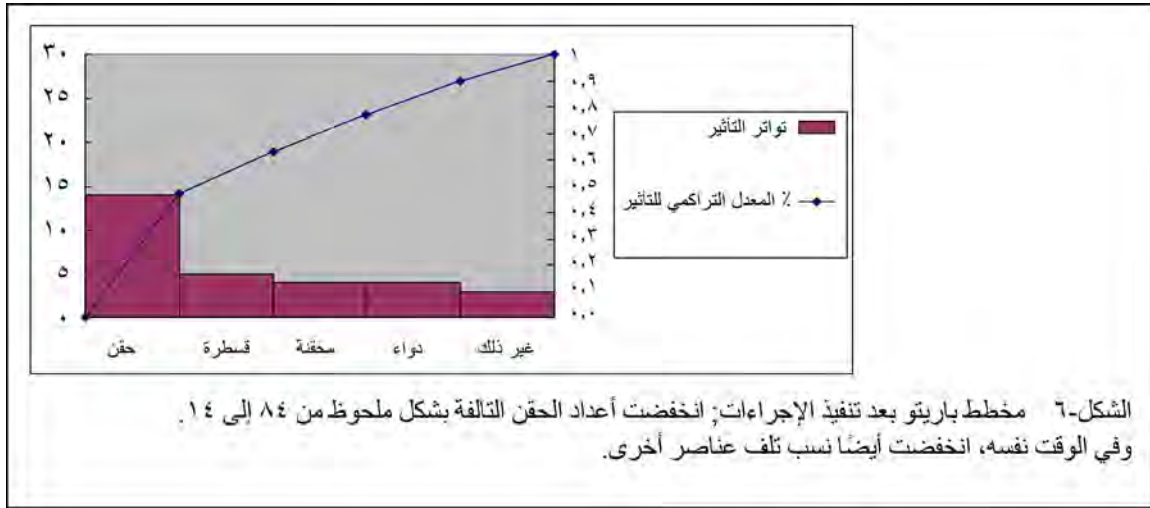 ٣٠
٢٥
٢٠
١٥
١٠
٥
٠
١
٠,٩
٠,٨
٠,٧
٠,٦
٠,٥
٠,٤
٠,٣
٠,٢
٠,١
٠,٠
حقن
قسطرة
محقنة
دواء
غير ذلك
تواتر التأثير
% المعدل التراكمي للتأثير
الشكل-٦ مخطط باريتو بعد تنفيذ الإجراءات; انخفضت أعداد الحقن التالفة بشكل ملحوظ من ٨٤ إلى ١٤.
وفي الوقت نفسه، انخفضت أيضًا نسب تلف عناصر أخرى.